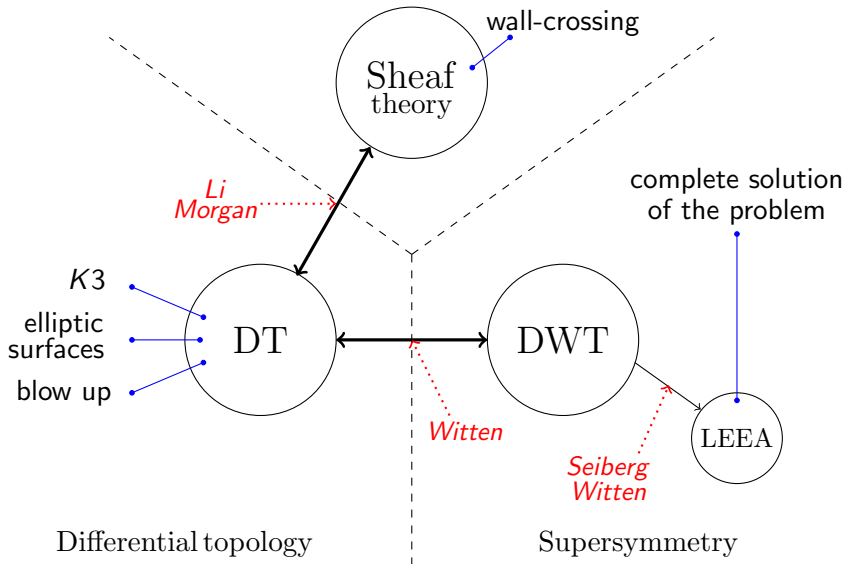 wall-crossing
Sheaf
theory
complete solution
of the problem
Li
Morgan
K3
elliptic
surfaces
blow up
DT
DWT
Witten
LEEA
Seiberg
Witten
Differential topology
Supersymmetry